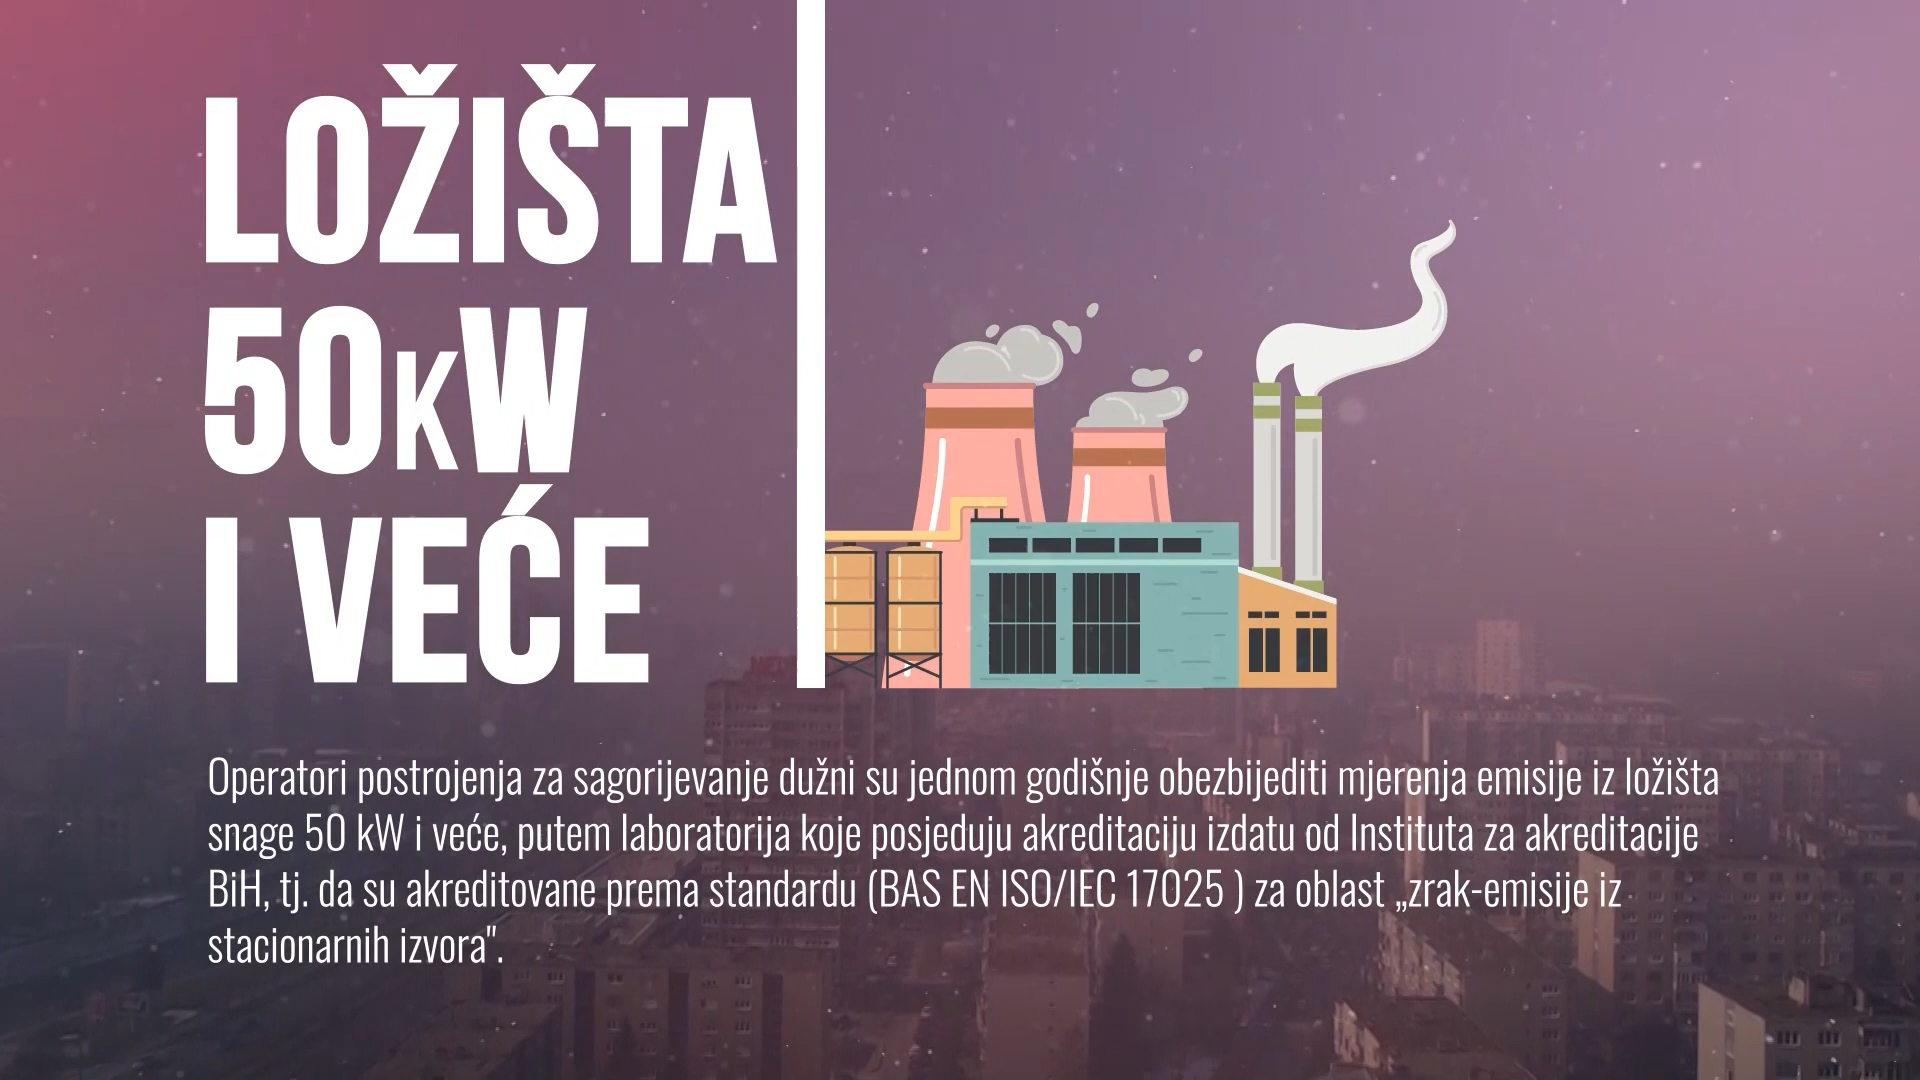 LOŽIŠTA
50KW
I VEĆE
Operatori postrojenja za sagorijevanje dužni su jednom godišnje obezbijediti mjerenja emisije iz ložišta
snage 50 kW i veće, putem laboratorija koje posjeduju akreditaciju izdatu od Instituta za akreditacije
BiH, tj. da su akreditovane prema standardu (BAS EN ISO/IEC 17025 ) za oblast „zrak-emisije iz
stacionarnih izvora".